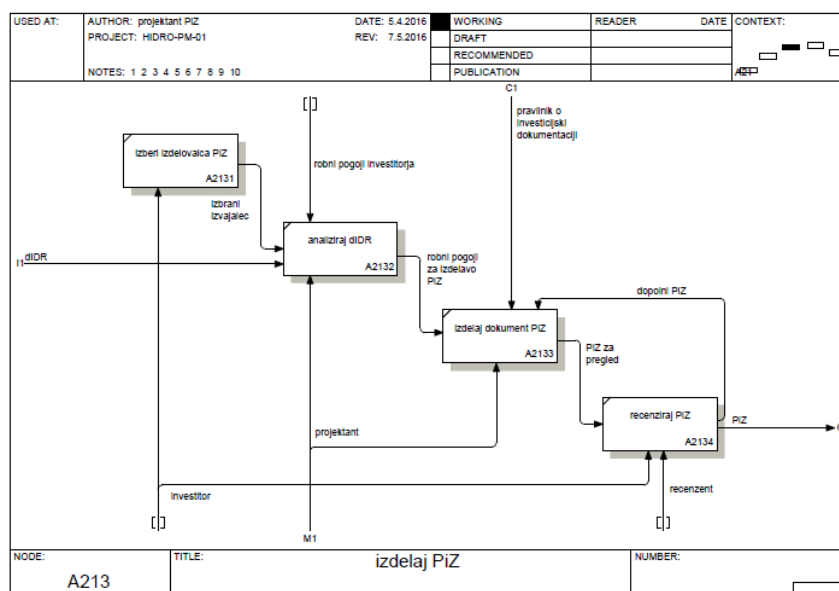 USED AT:
AUTHOR: projektant PIZ
DATE: 5.4.2016
WORKING
READER
DATE
CONTEXT:
PROJECT: HIDRO-PM-01
REV: 7.5.2016
DRAFT
RECOMMENDED
NOTES: 1 2 3 4 5 6 7 8 9 10
PUBLICATION
A21
C1
pravilnik o
investicijski
dokumentaciji
izberi izdelovalca PIZ
A2131
robni pogoji investitorja
izbrani
izvajalec
analiziraj dIDR
A2132
I1
dIDR
robni pogoji
za izdelavo
PIZ
dopolni PIZ
izdelaj dokument PIZ
A2133
PIZ za
pregled
recenziraj PIZ
A2134
PIZ
projektant
investitor
recenzent
M1
NODE:
TITLE:
izdelaj PiZ
NUMBER:
A213